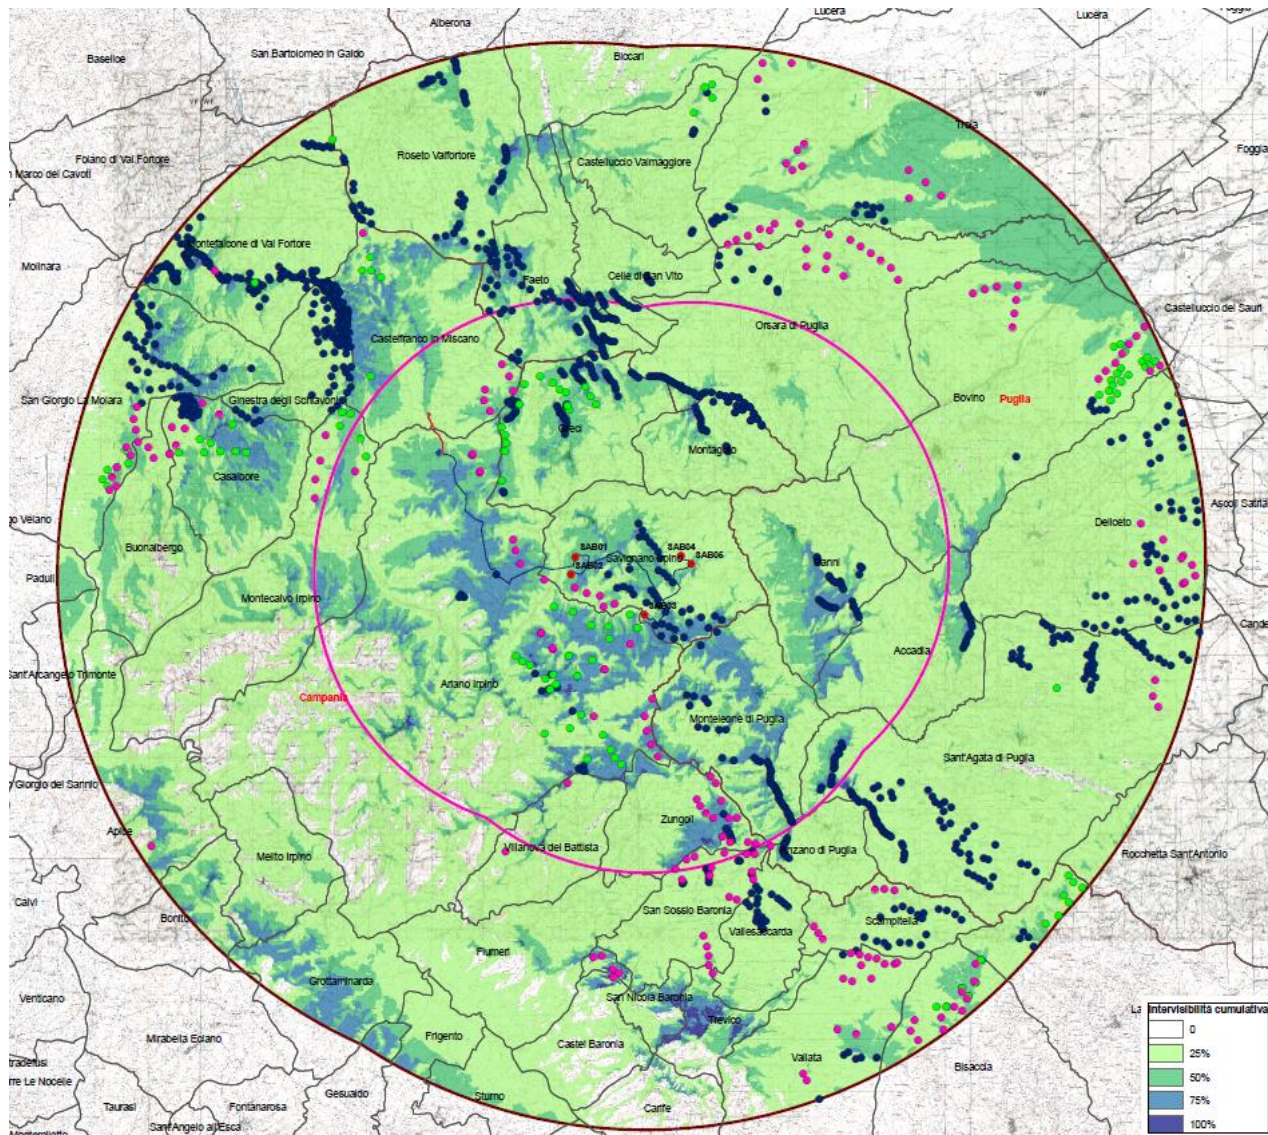 Lucera
Lucera
Alberona
Baselice
San Bartolomeo in Galdo
Biccari
Troia
Foggia
Foiano di Val Fortore
Roseto Valfortore
Castelluccio Valmaggiore
n Marco dei Cavoti
Montefalcone di Val Fortore
Molinara
Faeto
Celle di San Vito
Castelluccio dei Sauri
Orsara di Puglia
Castelfranco in Miscano
San Giorgio La Molara
Ginestra degli Schiavoni
Bovino
Puglia
Greci
Montaguto
Casalbore
Ascoli Satria
go Veiano
Deliceto
Buonalbergo
SAB01
SAB04
Savignano Irpino
SAB02
SAB05
Panni
Paduli
Montecalvo Irpino
SAB03
Cande
Accadia
Sant'Arcangelo Trimonte
Ariano Irpino
Campania
Monteleone di Puglia
Sant'Agata di Puglia
Giorgio del Sannio
Zungoli
Apice
Villanova del Battista
Anzano di Puglia
Melito Irpino
Rocchetta Sant'Antonio
Calvi
Bonito
San Sossio Baronia
Scampitella
Vallesaccarda
Flumeri
Grottaminarda
Venticano
San Nicola Baronia
Trevico
Mirabella Eclano
Frigento
Castel Baronia
Vallata
Bisaccia
La
Gesualdo
Sturno
Taurasi
Fontanarosa
Carife
Sant'Angelo all'Esca
Intervisibilità cumulativa
0
25%
50%
75%
100%